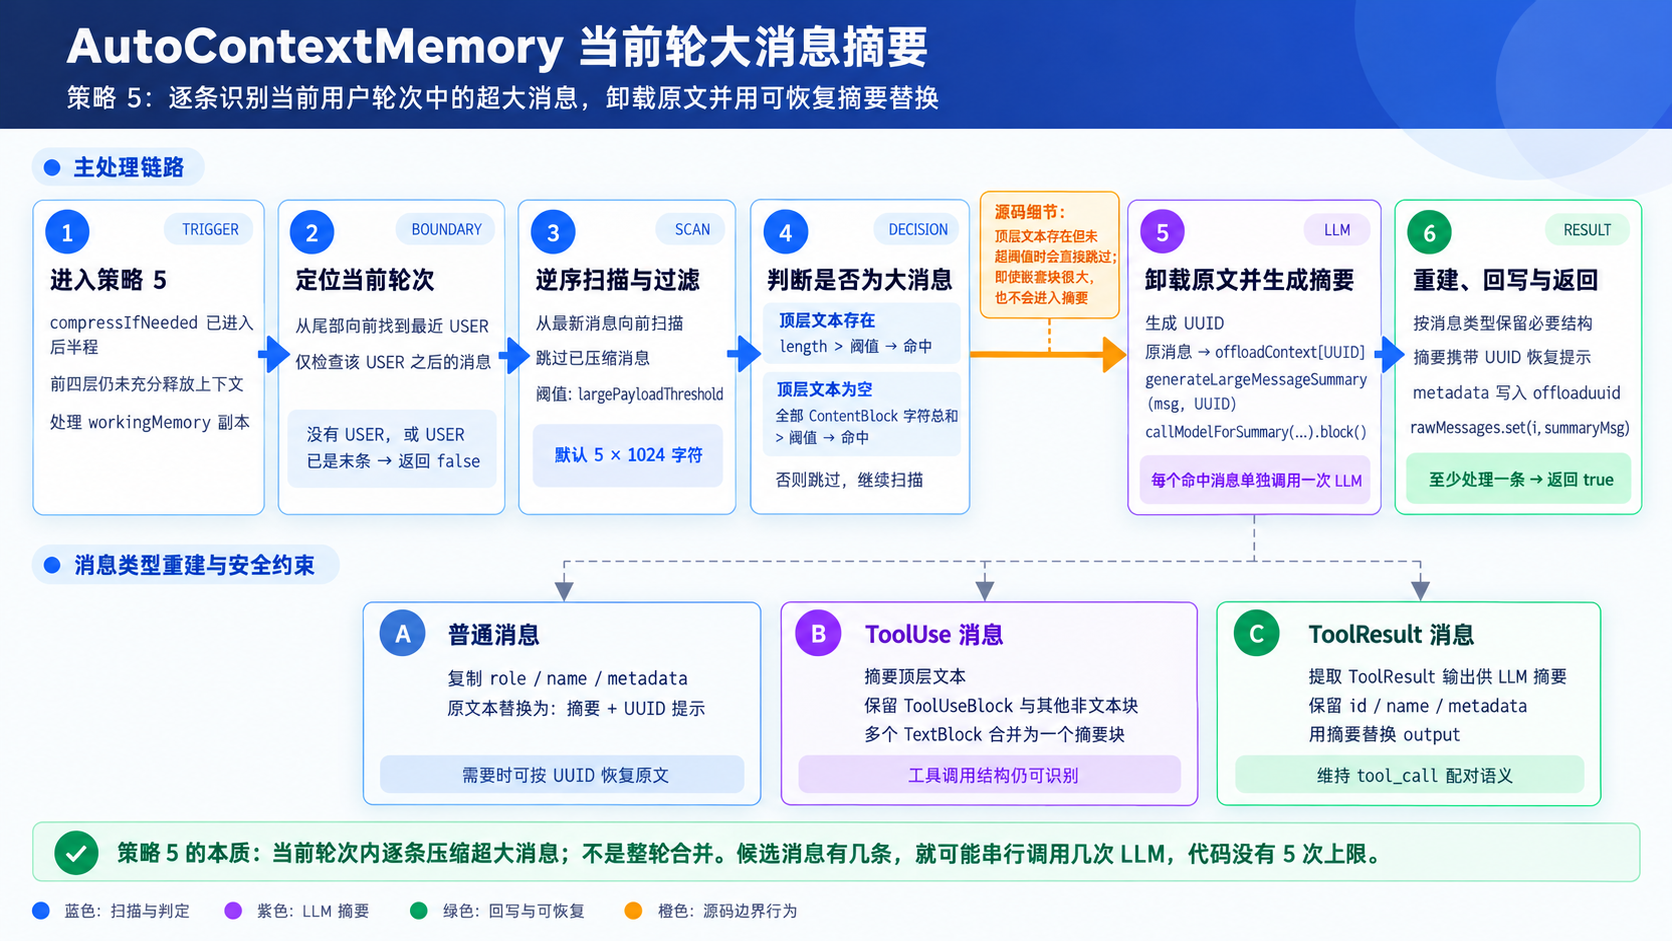 AutoContextMemory 当前轮大消息摘要
策略 5：逐条识别当前用户轮次中的超大消息，卸载原文并用可恢复摘要替换
主处理链路
1
TRIGGER
进入策略 5
compressIfNeeded 已进入
后半程
前四层仍未充分释放上下文
处理 workingMemory 副本
2
BOUNDARY
定位当前轮次
从尾部向前找到最近 USER
仅检查该 USER 之后的消息
没有 USER，或 USER
已是末条 → 返回 false
3
SCAN
逆序扫描与过滤
从最新消息向前扫描
跳过已压缩消息
阈值: largePayloadThreshold
默认 5 × 1024 字符
4
DECISION
判断是否为大消息
顶层文本存在
length > 阈值 → 命中
顶层文本为空
全部 ContentBlock 字符总和
> 阈值 → 命中
否则跳过，继续扫描
源码细节：
顶层文本存在但未
超阈值时会直接跳过;
即使嵌套块很大，
也不会进入摘要
5
LLM
卸载原文并生成摘要
生成 UUID
原消息 → offloadContext[UUID]
generateLargeMessageSummary
(msg, UUID)
callModelForSummary(...).block()
每个命中消息单独调用一次 LLM
6
RESULT
重建、回写与返回
按消息类型保留必要结构
摘要携带 UUID 恢复提示
metadata 写入 offloaduuid
rawMessages.set(i, summaryMsg)
至少处理一条 → 返回 true
消息类型重建与安全约束
A
普通消息
复制 role / name / metadata
原文本替换为：摘要 + UUID 提示
需要时可按 UUID 恢复原文
B
ToolUse 消息
摘要顶层文本
保留 ToolUseBlock 与其他非文本块
多个 TextBlock 合并为一个摘要块
工具调用结构仍可识别
C
ToolResult 消息
提取 ToolResult 输出供 LLM 摘要
保留 id / name / metadata
用摘要替换 output
维持 tool_call 配对语义
策略 5 的本质：当前轮次内逐条压缩超大消息；不是整轮合并。候选消息有几条，就可能串行调用几次 LLM，代码没有 5 次上限。
蓝色：扫描与判定
紫色：LLM 摘要
绿色：回写与可恢复
橙色：源码边界行为